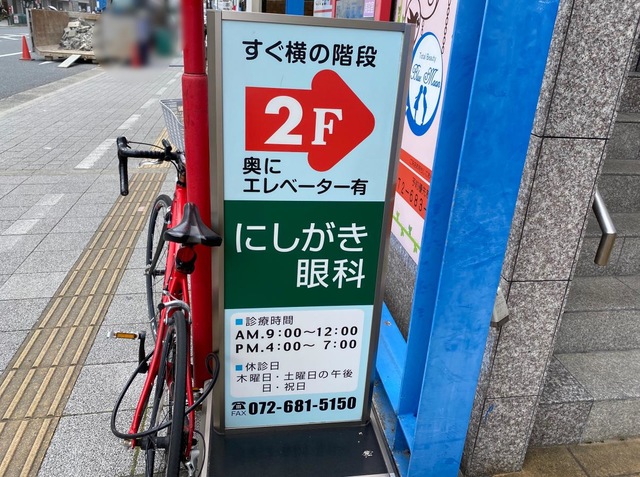 すぐ横の階段
2F
奥に
エレベーター有
にしがき
眼科
■診療時間
AM.9:00〜12:00
PM.4:00〜 7:00
■休診日
木曜日・土曜日の午後
日・祝日
☎FAX 072-681-5150
Total Beauty